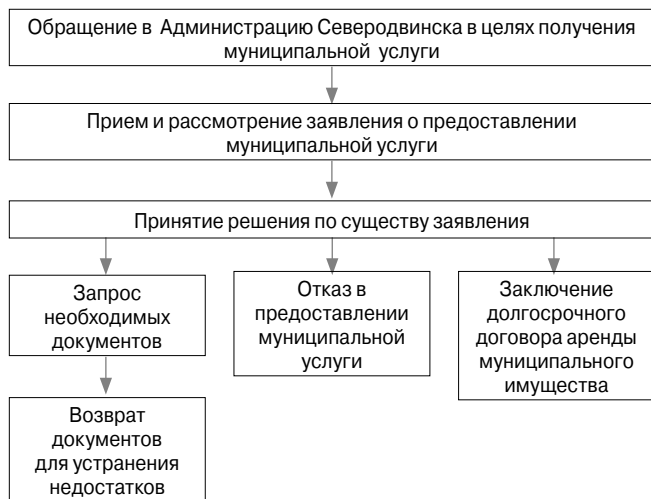 Обращение в Администрацию Северодвинска в целях получения
муниципальной услуги
Прием и рассмотрение заявления о предоставлении
муниципальной услуги
Принятие решения по существу заявления
Запрос
необходимых
документов
Отказ в
предоставлении
муниципальной
услуги
Заключение
долгосрочного
договора аренды
муниципального
имущества
Возврат
документов
для устранения
недостатков